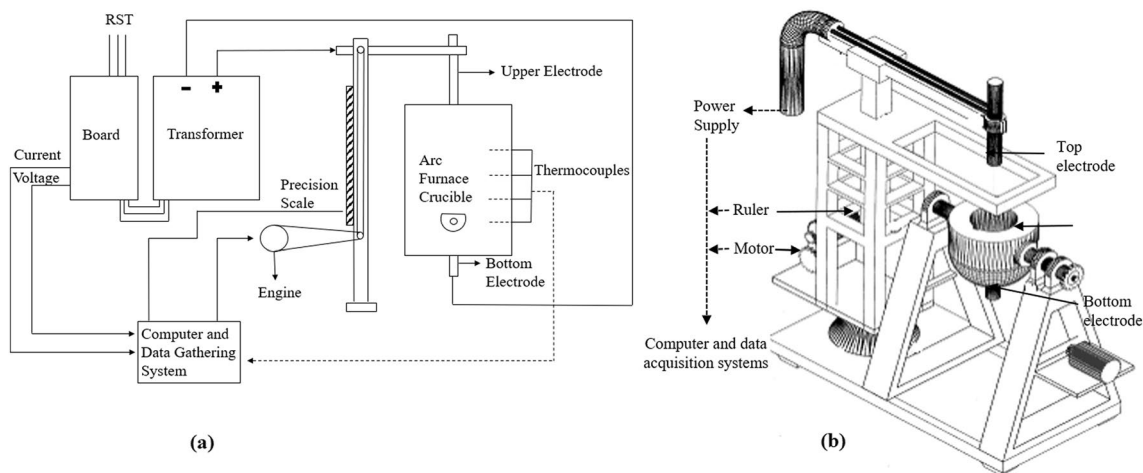 RST
Board
- +
Transformer
Current
Voltage
Precision
Scale
Engine
Computer and
Data Gathering
System
Upper Electrode
Arc
Furnace
Crucible
Thermocouples
Bottom
Electrode
(a)
Power
Supply
Top
electrode
Ruler
Motor
Bottom
electrode
Computer and data
acquisition systems
(b)